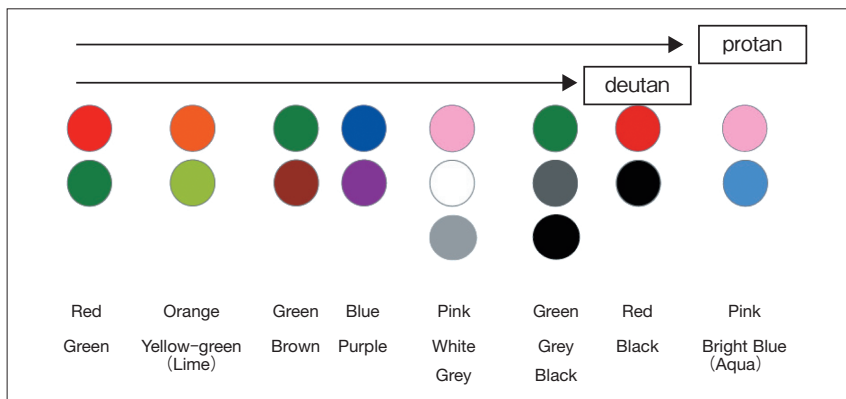 protan
deutan
Red Orange Green Blue Pink Green Red Pink
Green Yellow-green (Lime) Brown Purple White Grey Black Bright Blue (Aqua)
Grey Black